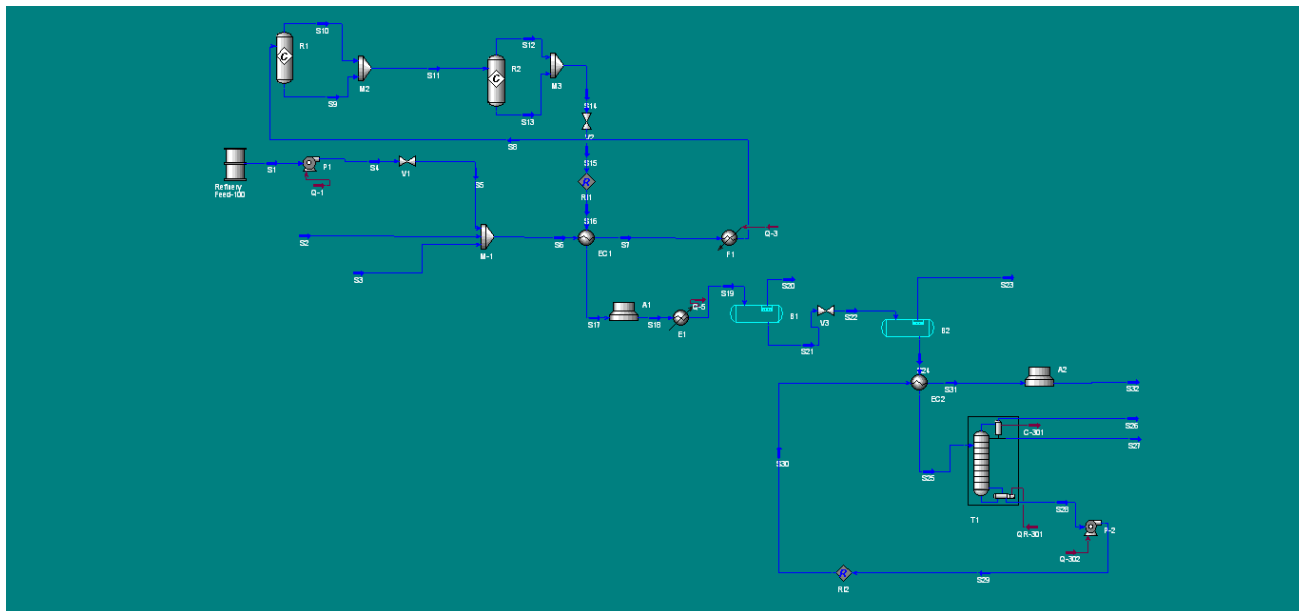 S10
R1
S12
R2
M2
S11
M3
S9
S14
S13
S8
S15
S1
P1
S4
V1
Refinery
Feed-100
Q-1
S5
S16
S2
S6
EC1
S7
F1
Q-3
M-1
S3
S20
S23
Q-5
S19
A1
B1
V3
S22
B2
S17
S18
E1
S21
S24
S31
A2
S32
EC2
S26
C-301
S27
S30
S25
T1
QR-301
P-2
Q-302
S29
RI2